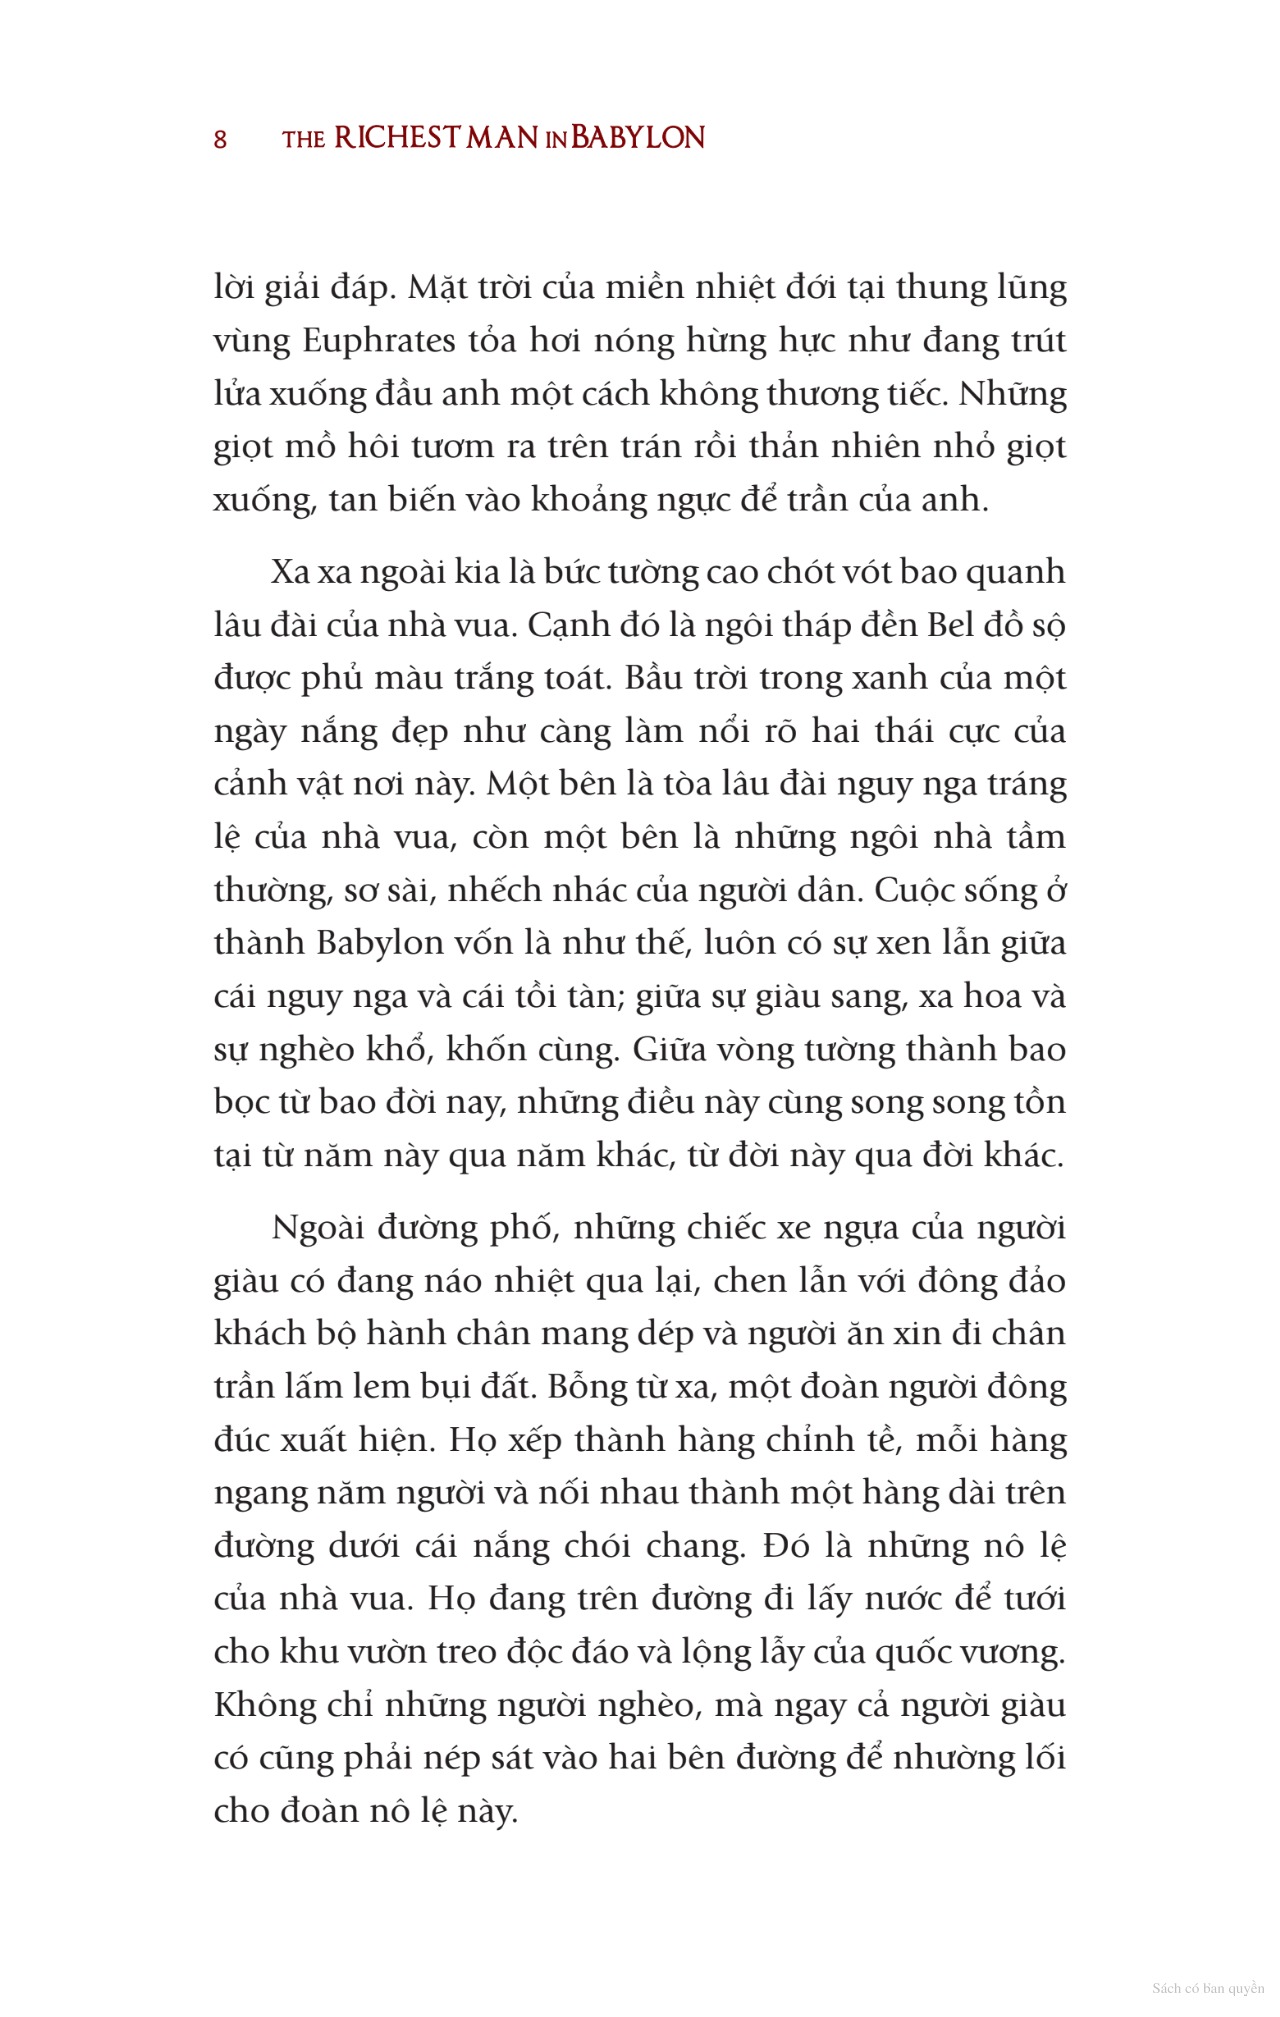 8 THE RICHEST MAN IN BABYLON
lời giải đáp. Mặt trời của miền nhiệt đới tại thung lũng
vùng Euphrates tỏa hơi nóng hừng hực như đang trút
lửa xuống đầu anh một cách không thương tiếc. Những
giọt mồ hôi tươm ra trên trán rồi thản nhiên nhỏ giọt
xuống, tan biến vào khoảng ngực để trần của anh.
Xa xa ngoài kia là bức tường cao chót vót bao quanh
lâu đài của nhà vua. Cạnh đó là ngôi tháp đền Bel đồ sộ
được phủ màu trắng toát. Bầu trời trong xanh của một
ngày nắng đẹp như càng làm nổi rõ hai thái cực của
cảnh vật nơi này. Một bên là tòa lâu đài nguy nga tráng
lệ của nhà vua, còn một bên là những ngôi nhà tầm
thường, sơ sài, nhếch nhác của người dân. Cuộc sống ở
thành Babylon vốn là như thế, luôn có sự xen lẫn giữa
cái nguy nga và cái tồi tàn; giữa sự giàu sang, xa hoa và
sự nghèo khổ, khốn cùng. Giữa vòng tường thành bao
bọc từ bao đời nay, những điều này cùng song song tồn
tại từ năm này qua năm khác, từ đời này qua đời khác.
Ngoài đường phố, những chiếc xe ngựa của người
giàu có đang náo nhiệt qua lại, chen lẫn với đông đảo
khách bộ hành chân mang dép và người ăn xin đi chân
trần lấm lem bụi đất. Bỗng từ xa, một đoàn người đông
đúc xuất hiện. Họ xếp thành hàng chỉnh tề, mỗi hàng
ngang năm người và nối nhau thành một hàng dài trên
đường dưới cái nắng chói chang. Đó là những nô lệ
của nhà vua. Họ đang trên đường đi lấy nước để tưới
cho khu vườn treo độc đáo và lộng lẫy của quốc vương.
Không chỉ những người nghèo, mà ngay cả người giàu
có cũng phải nép sát vào hai bên đường để nhường lối
cho đoàn nô lệ này.
Sách có bản quyền